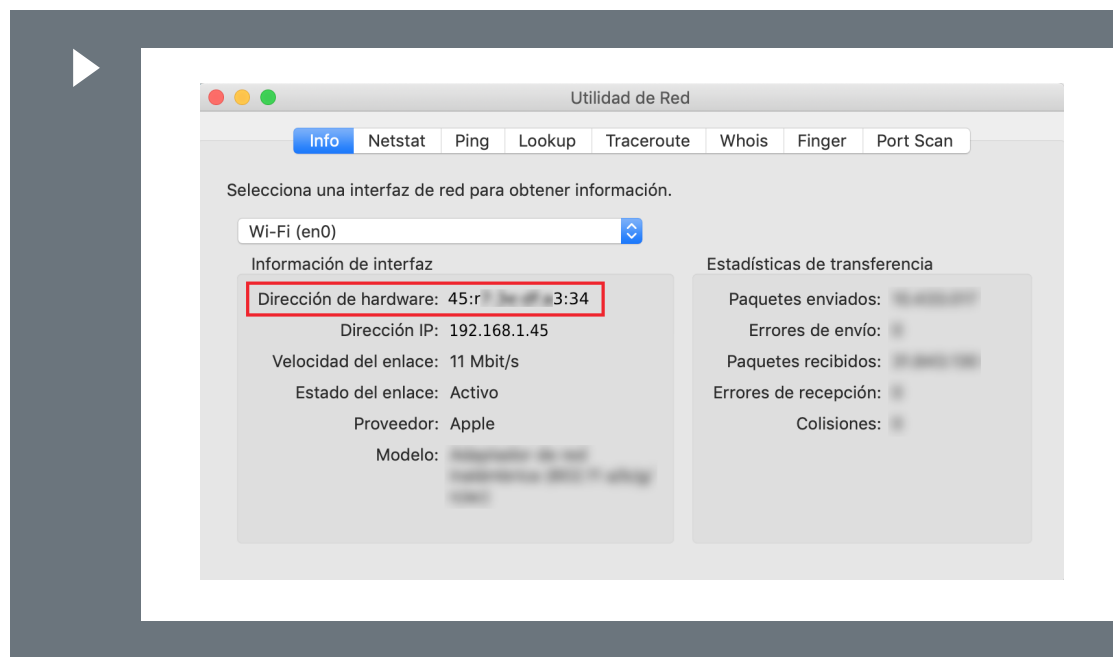 Utilidad de Red
Info Netstat Ping Lookup Traceroute Whois Finger Port Scan
Selecciona una interfaz de red para obtener información.
Wi-Fi (en0)
Información de interfaz
Dirección de hardware: 45:r 3:34
Dirección IP: 192.168.1.45
Velocidad del enlace: 11 Mbit/s
Estado del enlace: Activo
Proveedor: Apple
Modelo:
Estadísticas de transferencia
Paquetes enviados:
Errores de envío:
Paquetes recibidos:
Errores de recepción:
Colisiones: